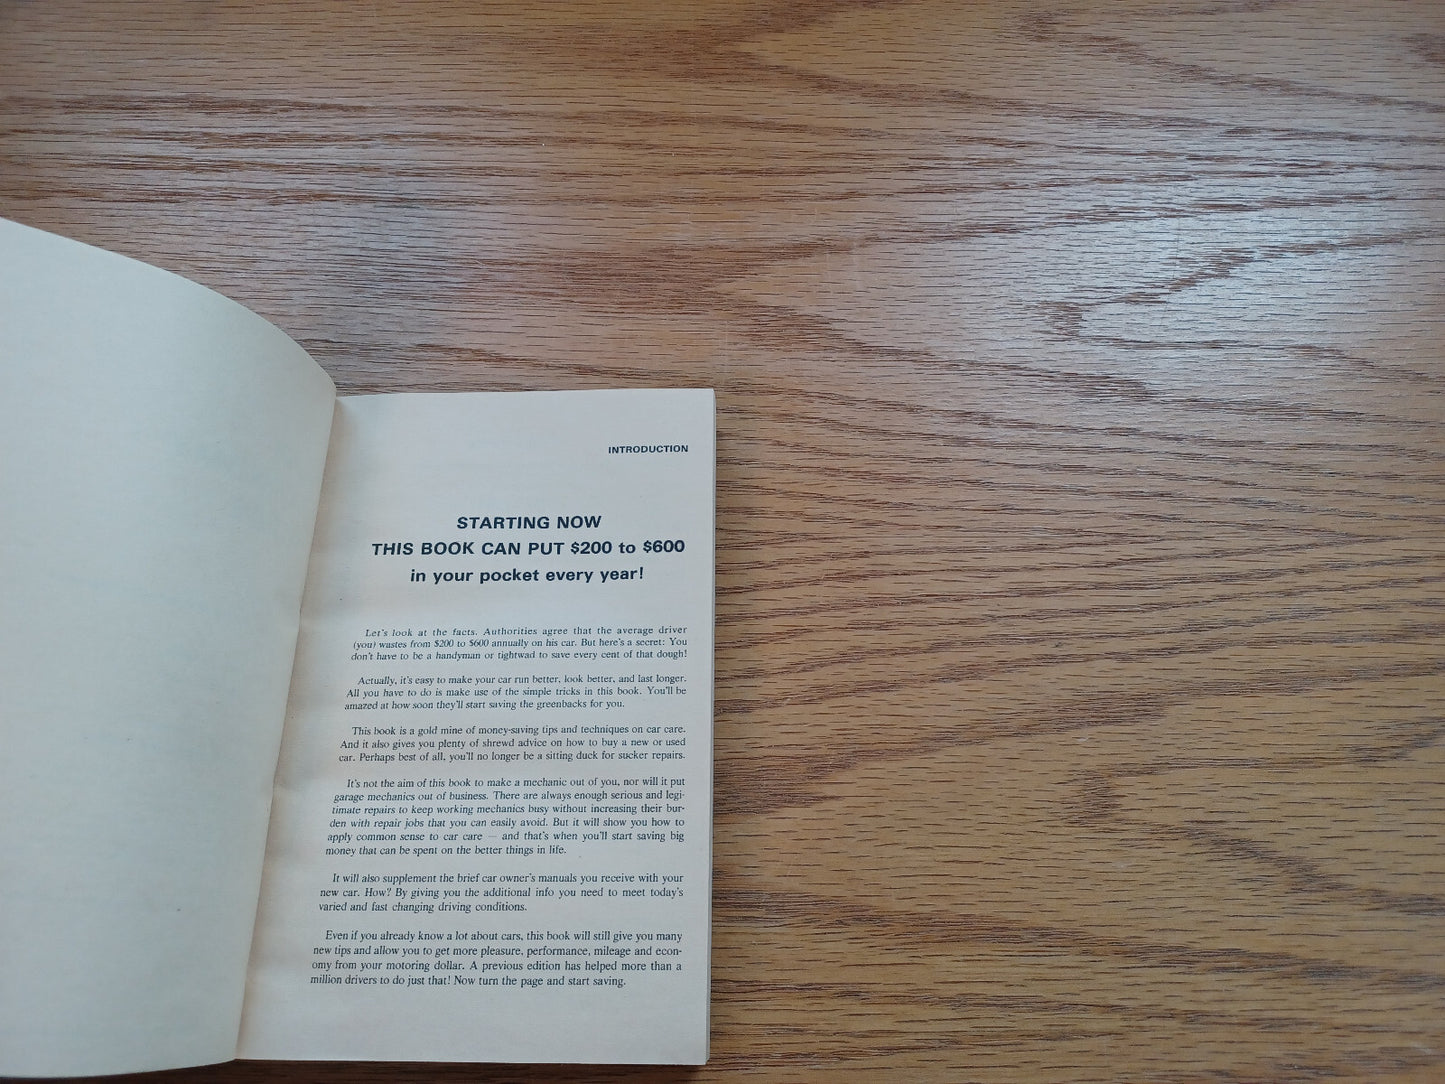 INTRODUCTION
STARTING NOW
THIS BOOK CAN PUT $200 to $600
in your pocket every year!
Let's look at the facts. Authorities agree that the average driver
(you) wastes from $200 to $600 annually on his car. But here's a secret: You
don't have to be a handyman or tightwad to save every cent of that dough!
Actually, it's easy to make your car run better, look better, and last longer.
All you have to do is make use of the simple tricks in this book. You'll be
amazed at how soon they'll start saving the greenbacks for you.
This book is a gold mine of money-saving tips and techniques on car care.
And it also gives you plenty of shrewd advice on how to buy a new or used
car. Perhaps best of all, you'll no longer be a sitting duck for sucker repairs.
It's not the aim of this book to make a mechanic out of you, nor will it put
garage mechanics out of business. There are always enough serious and legi-
timate repairs to keep working mechanics busy without increasing their bur-
den with repair jobs that you can easily avoid. But it will show you how to
apply common sense to car care — and that's when you'll start saving big
money that can be spent on the better things in life.
It will also supplement the brief car owner's manuals you receive with your
new car. How? By giving you the additional info you need to meet today's
varied and fast changing driving conditions.
Even if you already know a lot about cars, this book will still give you many
new tips and allow you to get more pleasure, performance, mileage and econ-
omy from your motoring dollar. A previous edition has helped more than a
million drivers to do just that! Now turn the page and start saving.